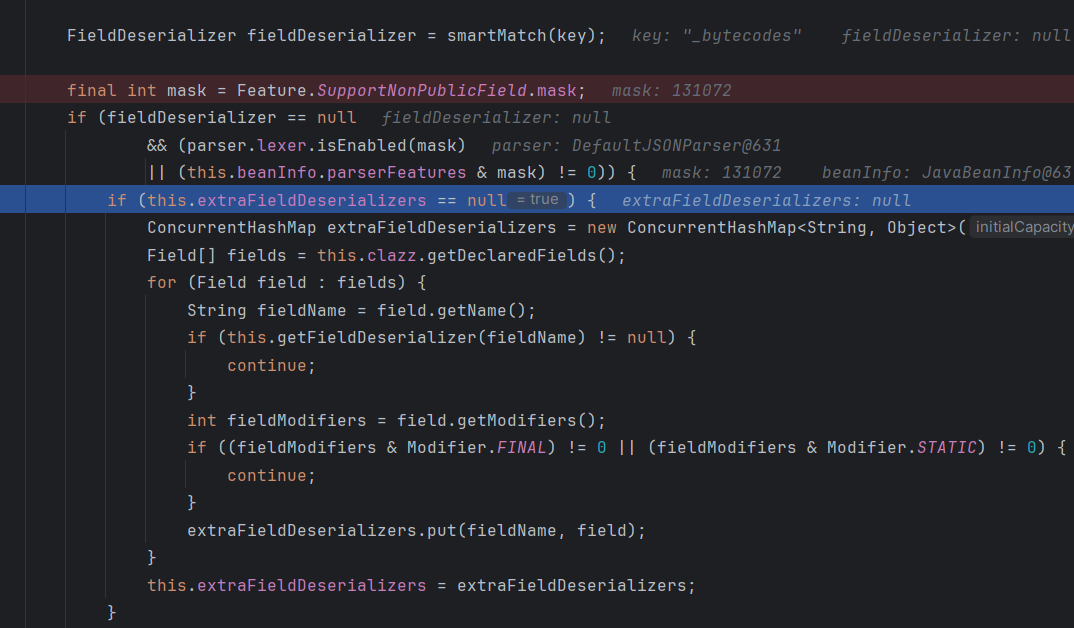 FieldDeserializer fieldDeserializer = smartMatch(key);   key: "_bytecodes"    fieldDeserializer: null
final int mask = Feature.SupportNonPublicField.mask;   mask: 131072
if (fieldDeserializer == null   fieldDeserializer: null
        && (parser.lexer.isEnabled(mask)   parser: DefaultJSONParser@631
        || (this.beanInfo.parserFeatures & mask) != 0)) {   mask: 131072    beanInfo: JavaBeanInfo@63
    if (this.extraFieldDeserializers == null = true ) {   extraFieldDeserializers: null
        ConcurrentHashMap extraFieldDeserializers = new ConcurrentHashMap<String, Object>( initialCapacity
        Field[] fields = this.clazz.getDeclaredFields();
        for (Field field : fields) {
            String fieldName = field.getName();
            if (this.getFieldDeserializer(fieldName) != null) {
                continue;
            }
            int fieldModifiers = field.getModifiers();
            if ((fieldModifiers & Modifier.FINAL) != 0 || (fieldModifiers & Modifier.STATIC) != 0) {
                continue;
            }
            extraFieldDeserializers.put(fieldName, field);
        }
        this.extraFieldDeserializers = extraFieldDeserializers;
    }